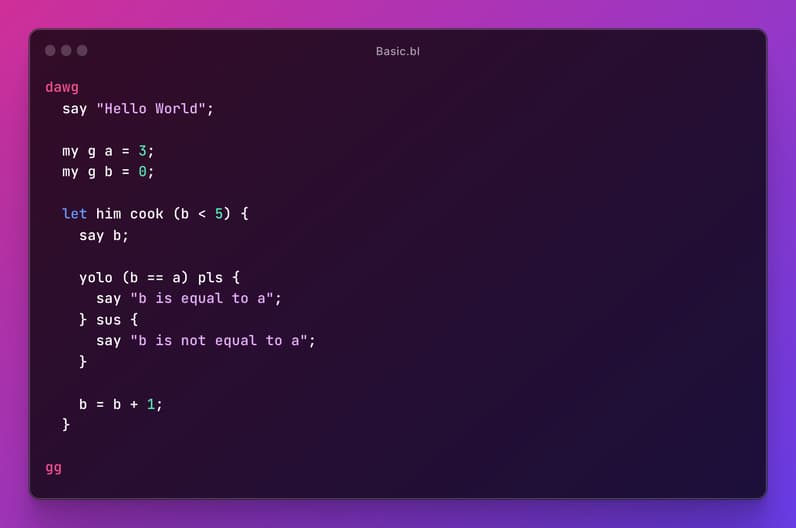 Basic.bl
dawg
  say "Hello World";

  my g a = 3;
  my g b = 0;

  let him cook (b < 5) {
    say b;

    yolo (b == a) pls {
      say "b is equal to a";
    } sus {
      say "b is not equal to a";
    }

    b = b + 1;
  }

gg